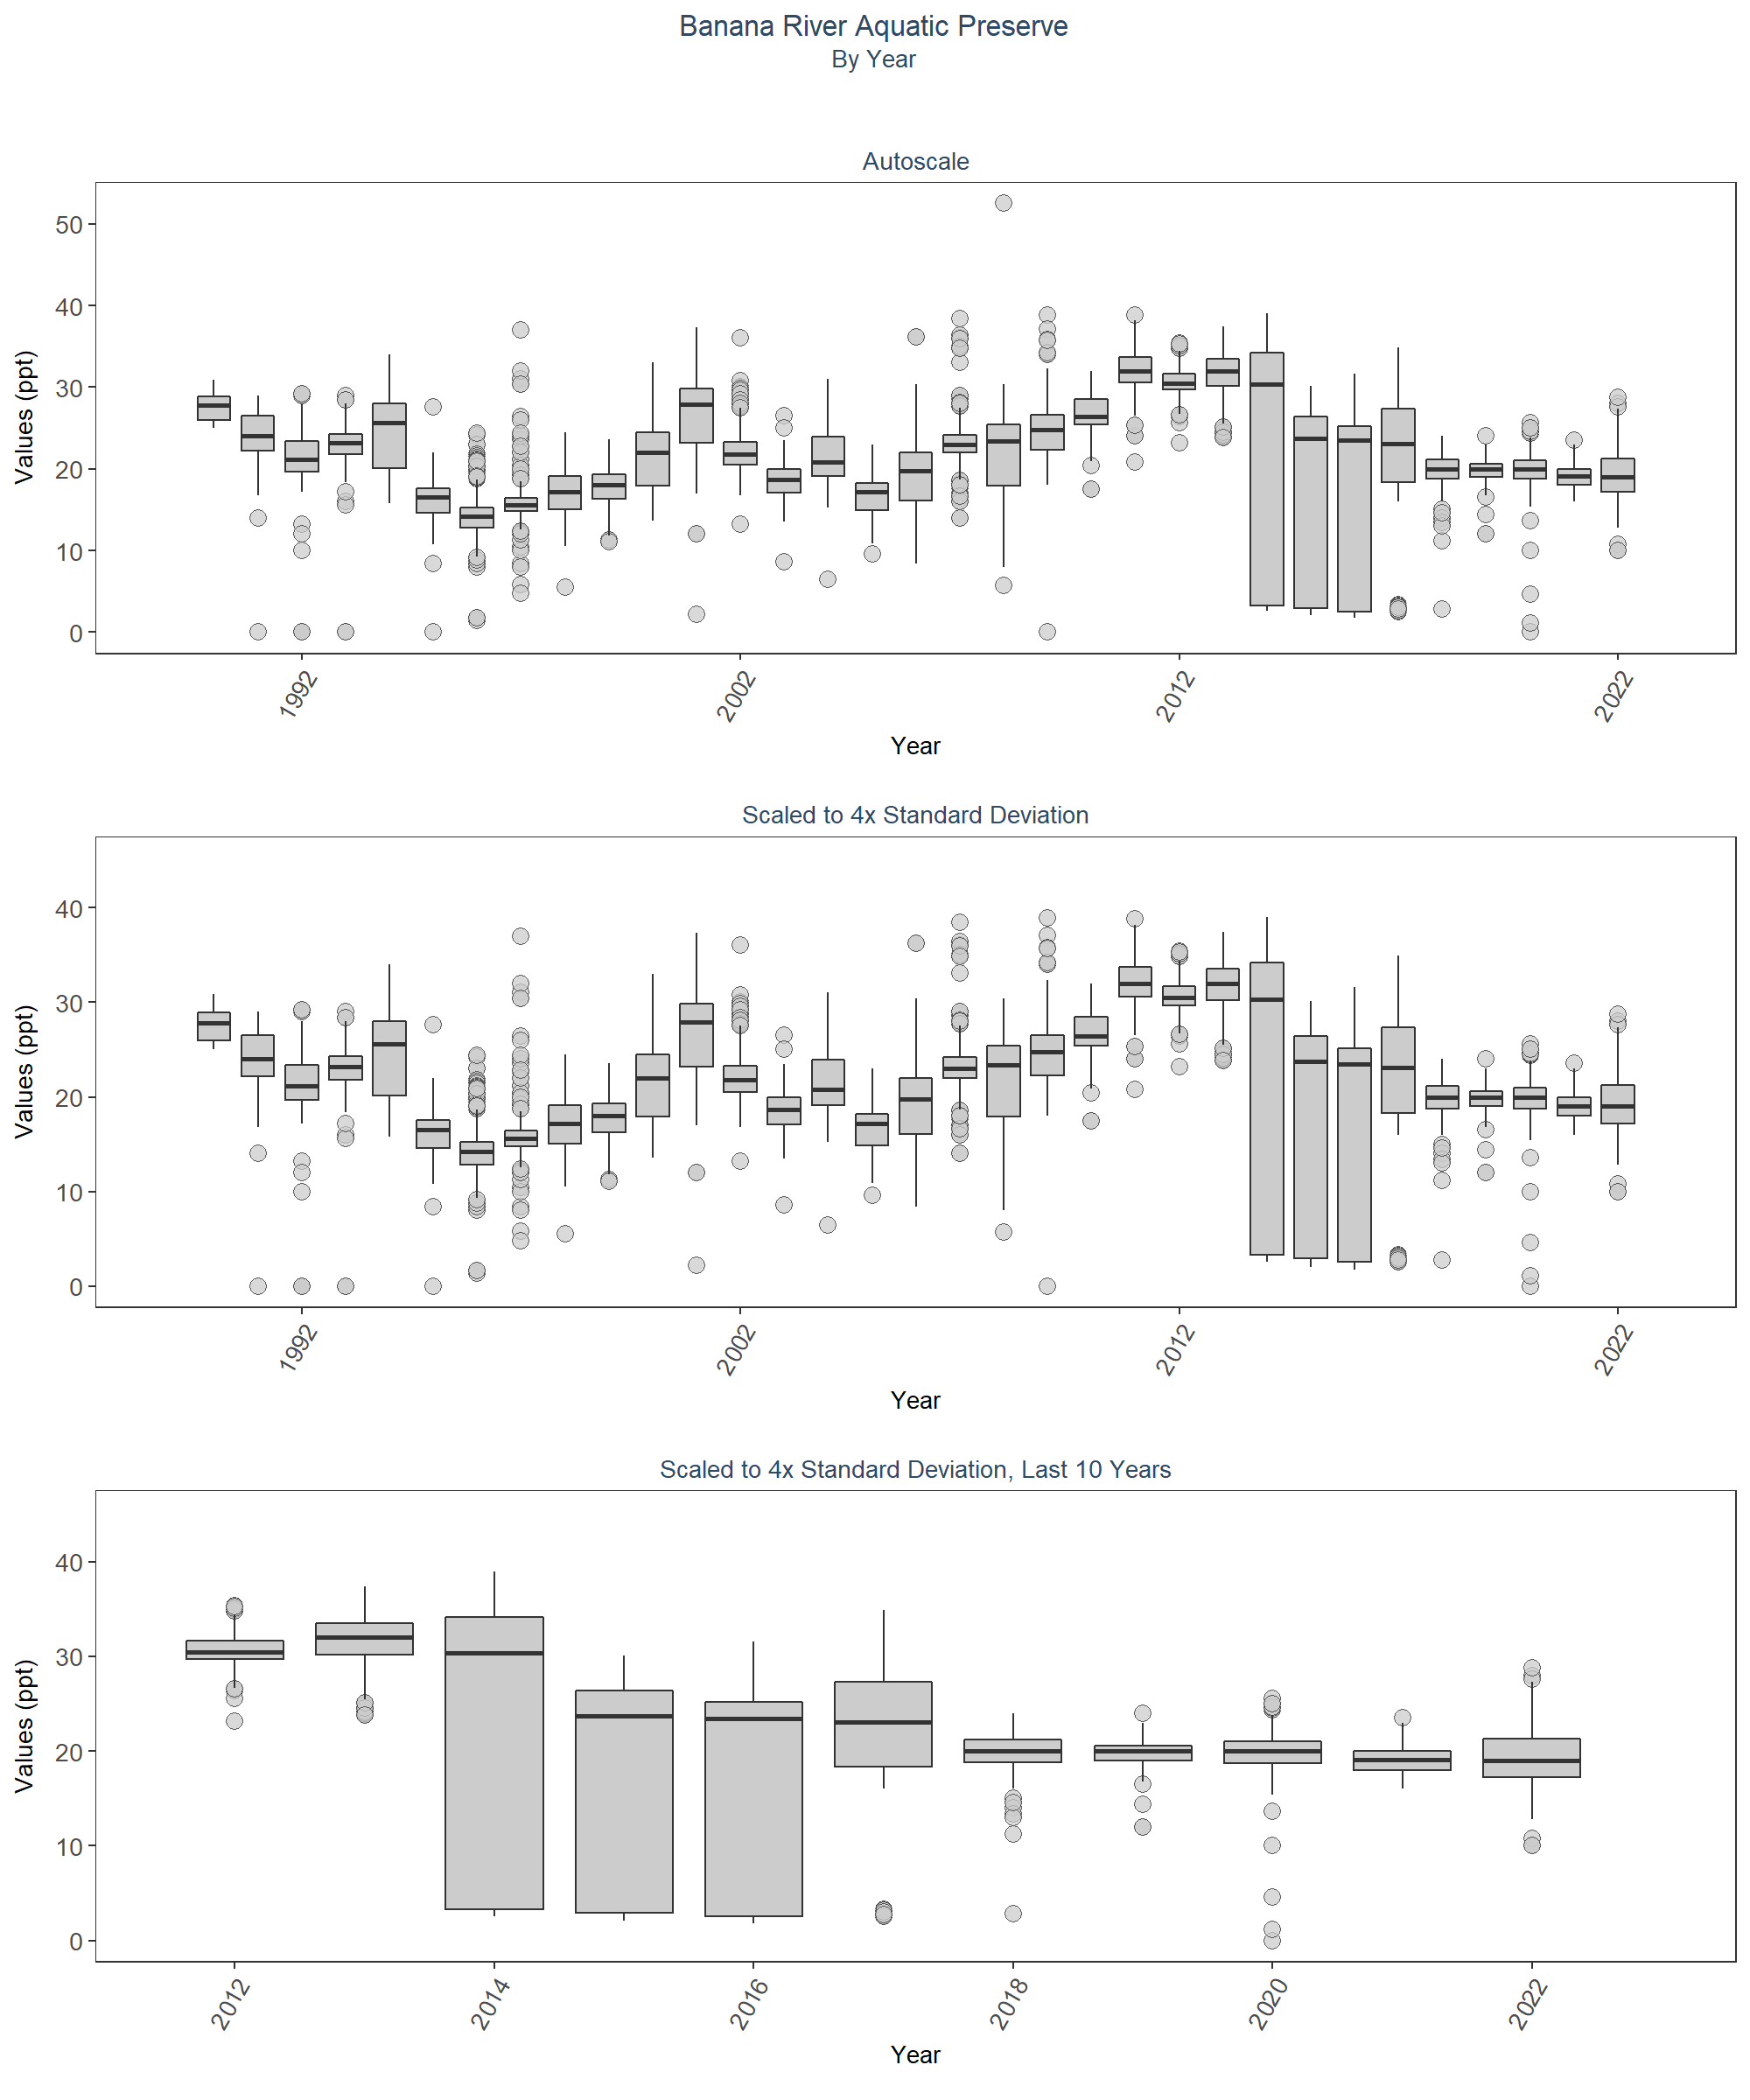 Banana River Aquatic Preserve
By Year
Autoscale
Values (ppt)
50
40
30
20
10
0
1992
2002
2012
2022
Year
Scaled to 4x Standard Deviation
Values (ppt)
40
30
20
10
0
1992
2002
2012
2022
Year
Scaled to 4x Standard Deviation, Last 10 Years
Values (ppt)
40
30
20
10
0
2012
2014
2016
2018
2020
2022
Year